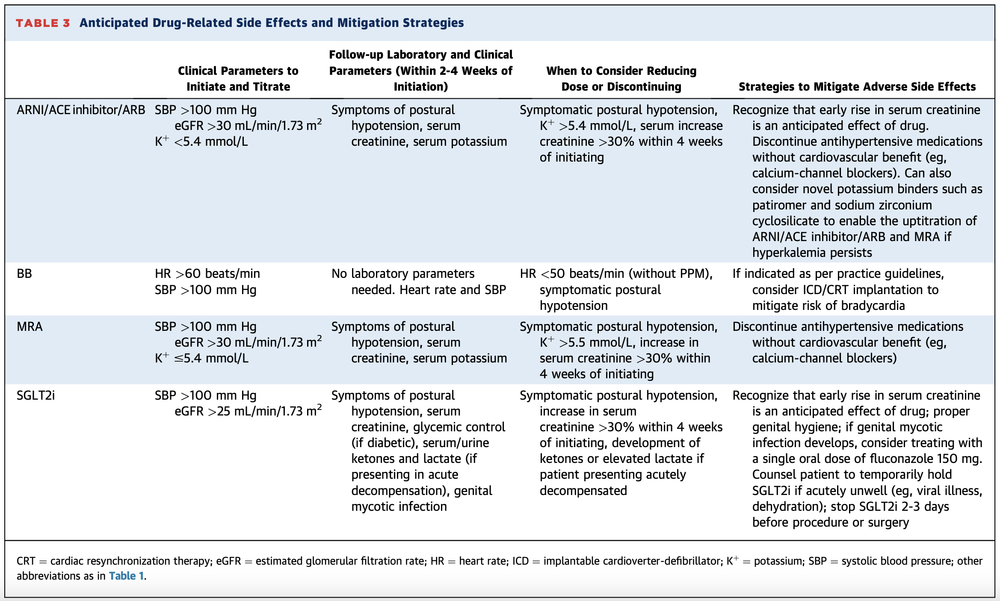 TABLE 3 Anticipated Drug-Related Side Effects and Mitigation Strategies
Clinical Parameters to
Initiate and Titrate
Follow-up Laboratory and Clinical
Parameters (Within 2-4 Weeks of
Initiation)
When to Consider Reducing
Dose or Discontinuing
Strategies to Mitigate Adverse Side Effects
ARNI/ACE inhibitor/ARB
SBP >100 mm Hg
eGFR >30 mL/min/1.73 m²
K⁺ <5.4 mmol/L
Symptoms of postural
hypotension, serum
creatinine, serum potassium
Symptomatic postural hypotension,
K⁺ >5.4 mmol/L, serum increase
creatinine >30% within 4 weeks
of initiating
Recognize that early rise in serum creatinine
is an anticipated effect of drug.
Discontinue antihypertensive medications
without cardiovascular benefit (eg,
calcium-channel blockers). Can also
consider novel potassium binders such as
patiromer and sodium zirconium
cyclosilicate to enable the uptitration of
ARNI/ACE inhibitor/ARB and MRA if
hyperkalemia persists
BB
HR >60 beats/min
SBP >100 mm Hg
No laboratory parameters
needed. Heart rate and SBP
HR <50 beats/min (without PPM),
symptomatic postural
hypotension
If indicated as per practice guidelines,
consider ICD/CRT implantation to
mitigate risk of bradycardia
MRA
SBP >100 mm Hg
eGFR >30 mL/min/1.73 m²
K⁺ ≤5.4 mmol/L
Symptoms of postural
hypotension, serum
creatinine, serum potassium
Symptomatic postural hypotension,
K⁺ >5.5 mmol/L, increase in
serum creatinine >30% within
4 weeks of initiating
Discontinue antihypertensive medications
without cardiovascular benefit (eg,
calcium-channel blockers)
SGLT2i
SBP >100 mm Hg
eGFR >25 mL/min/1.73 m²
Symptoms of postural
hypotension, serum
creatinine, glycemic control
(if diabetic), serum/urine
ketones and lactate (if
presenting in acute
decompensation), genital
mycotic infection
Symptomatic postural hypotension,
increase in serum
creatinine >30% within 4 weeks
of initiating, development of
ketones or elevated lactate if
patient presenting acutely
decompensated
Recognize that early rise in serum creatinine
is an anticipated effect of drug; proper
genital hygiene; if genital mycotic
infection develops, consider treating with
a single oral dose of fluconazole 150 mg.
Counsel patient to temporarily hold
SGLT2i if acutely unwell (eg, viral illness,
dehydration); stop SGLT2i 2-3 days
before procedure or surgery
CRT = cardiac resynchronization therapy; eGFR = estimated glomerular filtration rate; HR = heart rate; ICD = implantable cardioverter-defibrillator; K⁺ = potassium; SBP = systolic blood pressure; other
abbreviations as in Table 1.